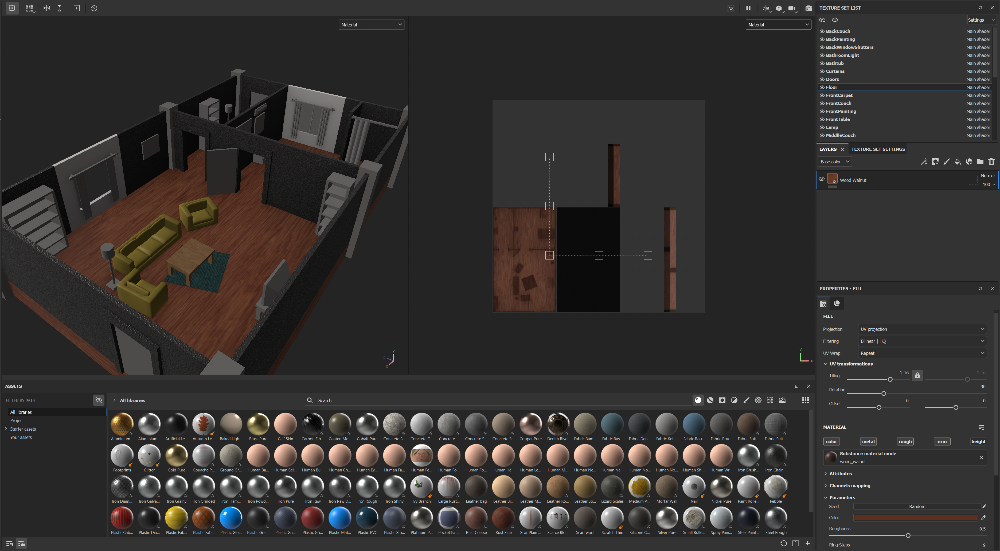 Material
Material
Y
Z
X
V
U
TEXTURE SET LIST
Settings
BackCouch Main shader
BackPainting Main shader
BackWindowShutters Main shader
BathroomLight Main shader
Bathtub Main shader
Curtains Main shader
Doors Main shader
Floor Main shader
FrontCarpet Main shader
FrontCouch Main shader
FrontPainting Main shader
FrontTable Main shader
Lamp Main shader
MiddlleCouch Main shader
LAYERS TEXTURE SET SETTINGS
Base color
Wood Walnut Norm
100
PROPERTIES - FILL
FILL
Projection UV projection
Filtering Bilinear | HQ
UV Wrap Repeat
UV transformations
Tiling 2.16 2.16
Rotation 90
Offset 0 0
MATERIAL
color metal rough nrm height
Substance material mode
wood_walnut
Attributes
Channels mapping
Parameters
Seed Random
Color
Roughness 0.5
Ring Steps 9
ASSETS
FILTER BY PATH
All libraries
Project
Starter assets
Your assets
All libraries Search
Aluminium... Aluminium... Artificial Le... Autumn Le... Baked Ligh... Brass Pure Calf Skin Carbon Fib... Coated Me... Cobalt Pure Concrete B... Concrete C... Concrete ... Concrete S... Concrete S... Copper Pure Denim Rivet Fabric Bam... Fabric Bas... Fabric Den... Fabric Knit... Fabric Rou... Fabric Rou... Fabric Soft... Fabric Suit ...
Footprints Glitter Gold Pure Gouache P... Ground Gr... Human Ba... Human Bel... Human Bu... Human Ch... Human Ey... Human Fa... Human Fe... Human Fo... Human Fo... Human He... Human Le... Human M... Human Ne... Human Ne... Human No... Human No... Human Shi... Human Wr... Iron Brush... Iron Chain...
Iron Diam... Iron Galva... Iron Grainy Iron Grinded Iron Ham... Iron Powd... Iron Pure Iron Raw Iron Raw D... Iron Rough Iron Shiny Ivy Branch Large Rust... Leather bag Leather Bi... Leather M... Leather Ro... Leather So... Lizard Scales Medium A... Mortar Wall Nail Nickel Pure Paint Rolle... Pebble
Plastic Cab... Plastic Dia... Plastic Fab... Plastic Fab... Plastic Glo... Plastic Grai... Plastic Gri... Plastic Gri... Plastic Mat... Plastic PVC Plastic Stri... Platinum P... Pocket Pat... Rust Coarse Rust Fine Scar Plain ... Scarce Blo... Scarf wool Scratch Thin Silicone C... Silver Pure Small Bulle... Spray Pain... Steel Paint... Steel Rough